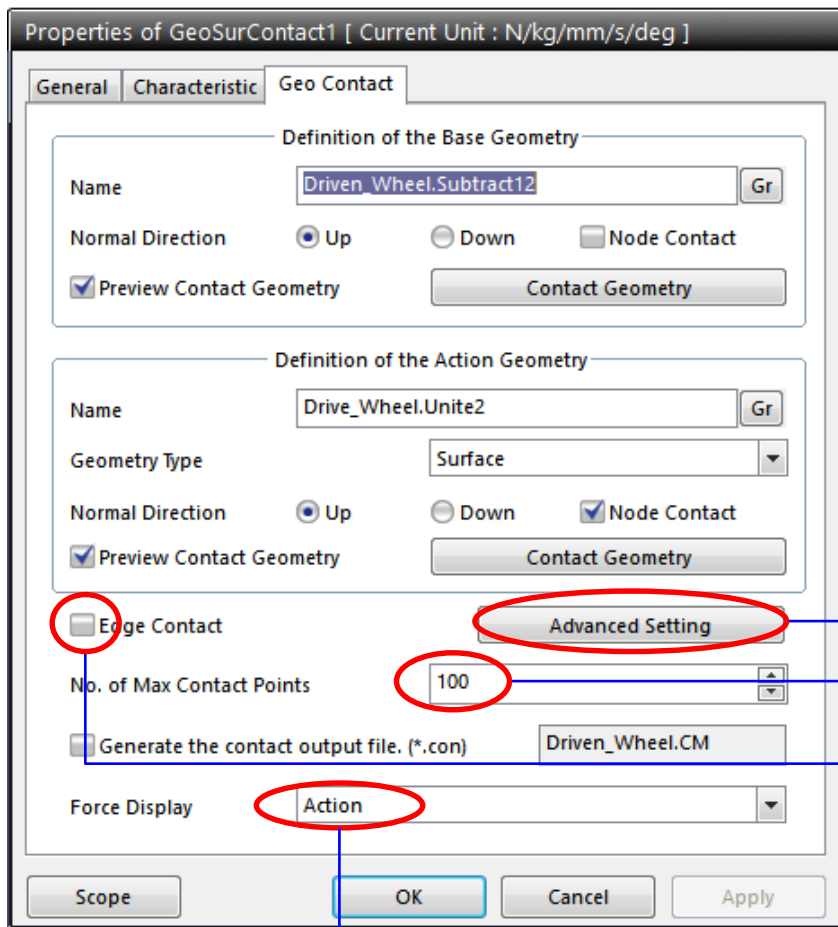 Properties of GeoSurContact1 [ Current Unit : N/kg/mm/s/deg ]
General Characteristic Geo Contact
Definition of the Base Geometry
Name Driven_Wheel.Subtract12 Gr
Normal Direction Up Down Node Contact
Preview Contact Geometry Contact Geometry
Definition of the Action Geometry
Name Drive_Wheel.Unite2 Gr
Geometry Type Surface
Normal Direction Up Down Node Contact
Preview Contact Geometry Contact Geometry
Edge Contact Advanced Setting
No. of Max Contact Points 100
Generate the contact output file. (*.con) Driven_Wheel.CM
Force Display Action
Scope OK Cancel Apply